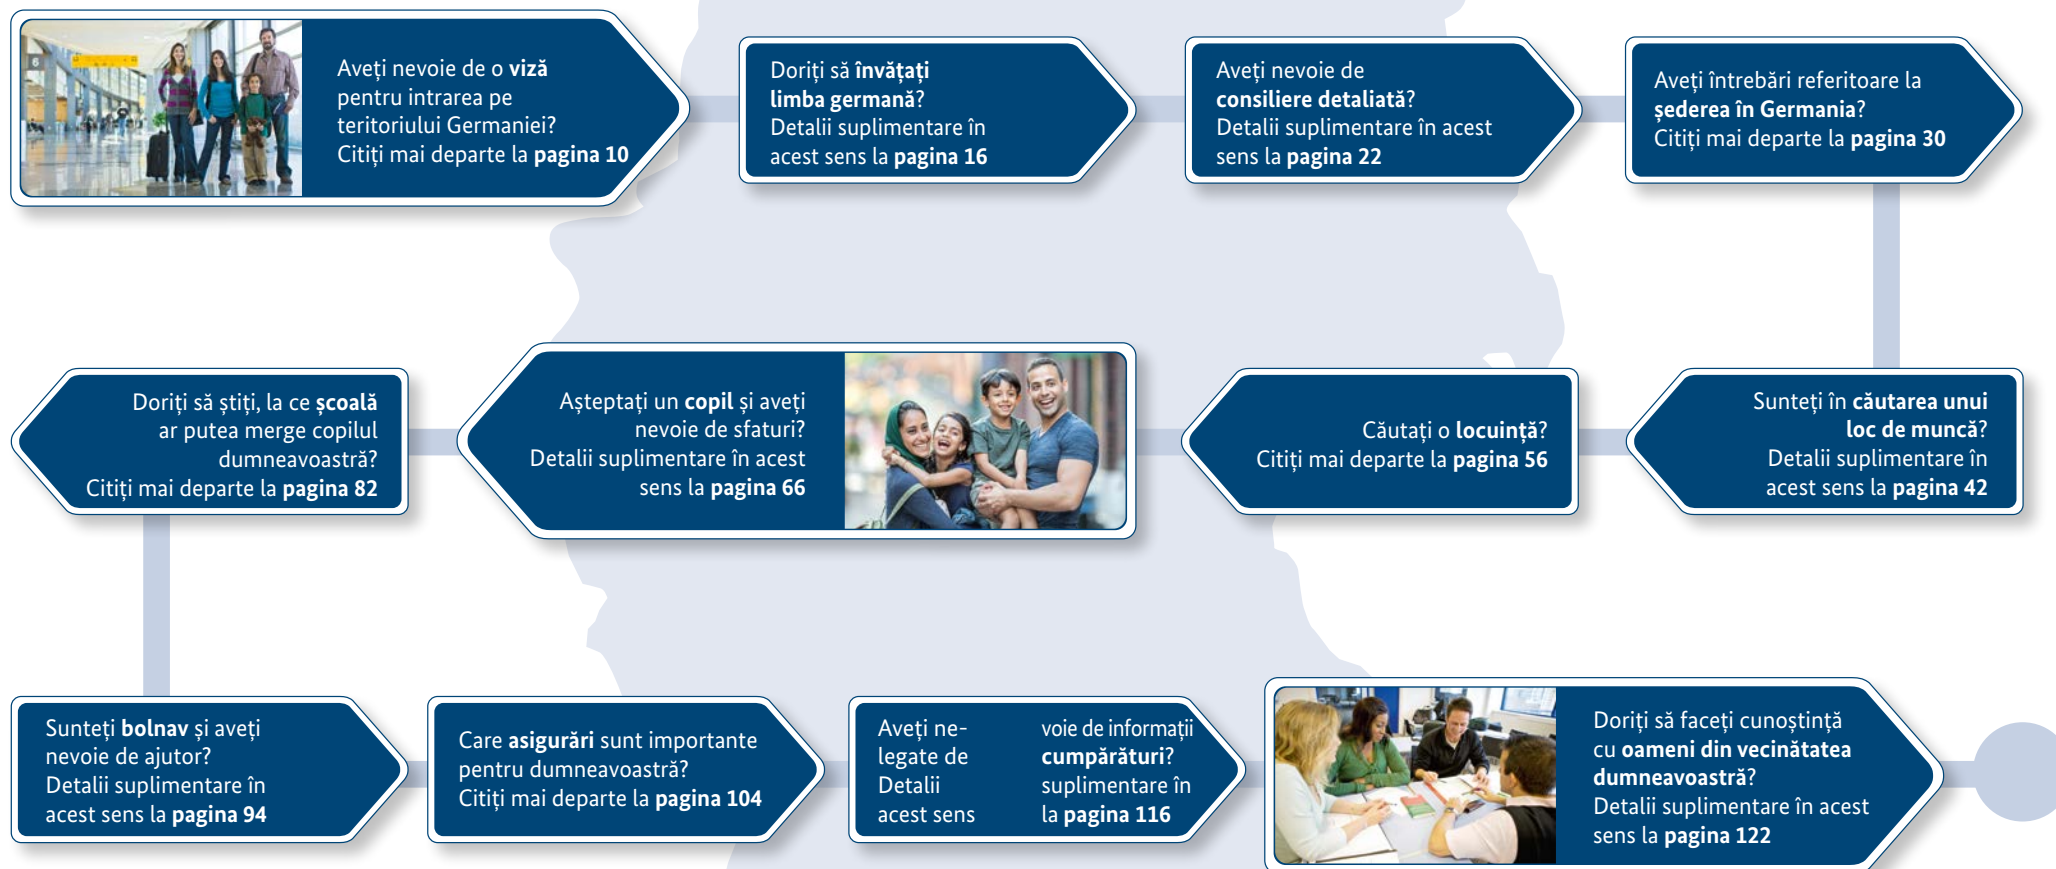 Aveți nevoie de o viză
pentru intrarea pe
teritoriului Germaniei?
Citiți mai departe la pagina 10
Doriți să învățați
limba germană?
Detalii suplimentare în
acest sens la pagina 16
Aveți nevoie de
consiliere detaliată?
Detalii suplimentare în acest
sens la pagina 22
Aveți întrebări referitoare la
șederea în Germania?
Citiți mai departe la pagina 30
Sunteți în căutarea unui
loc de muncă?
Detalii suplimentare în
acest sens la pagina 42
Căutați o locuință?
Citiți mai departe la pagina 56
Așteptați un copil și aveți
nevoie de sfaturi?
Detalii suplimentare în acest
sens la pagina 66
Doriți să știți, la ce școală
ar putea merge copilul
dumneavoastră?
Citiți mai departe la pagina 82
Sunteți bolnav și aveți
nevoie de ajutor?
Detalii suplimentare în
acest sens la pagina 94
Care asigurări sunt importante
pentru dumneavoastră?
Citiți mai departe la pagina 104
Aveți ne- voie de informații
legate de cumpărături?
Detalii suplimentare în
acest sens la pagina 116
Doriți să faceți cunoștință
cu oameni din vecinătatea
dumneavoastră?
Detalii suplimentare în acest
sens la pagina 122